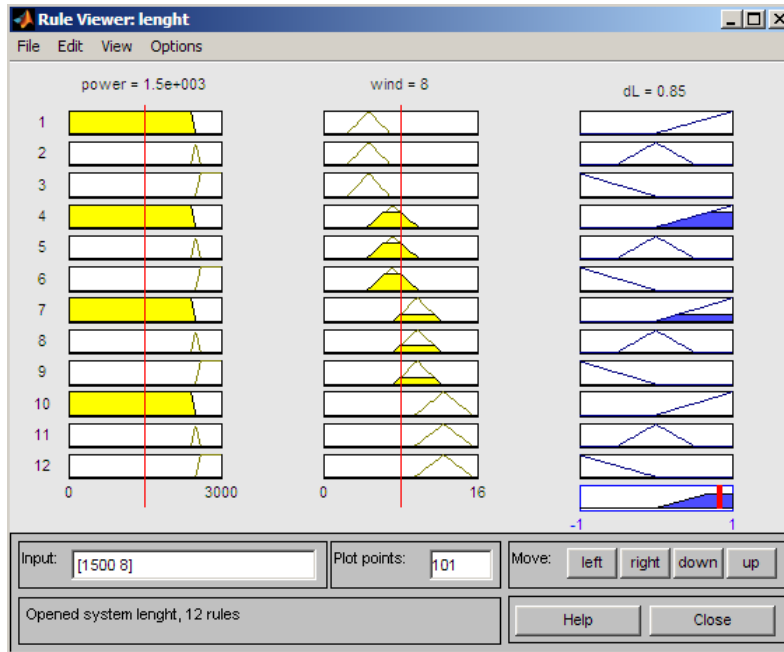 Rule Viewer: lenght
File Edit View Options
power = 1.5e+003
wind = 8
dL = 0.85
1
2
3
4
5
6
7
8
9
10
11
12
0 3000
0 16
-1 1
Input: [1500 8]
Plot points: 101
Move: left right down up
Opened system lenght, 12 rules
Help Close